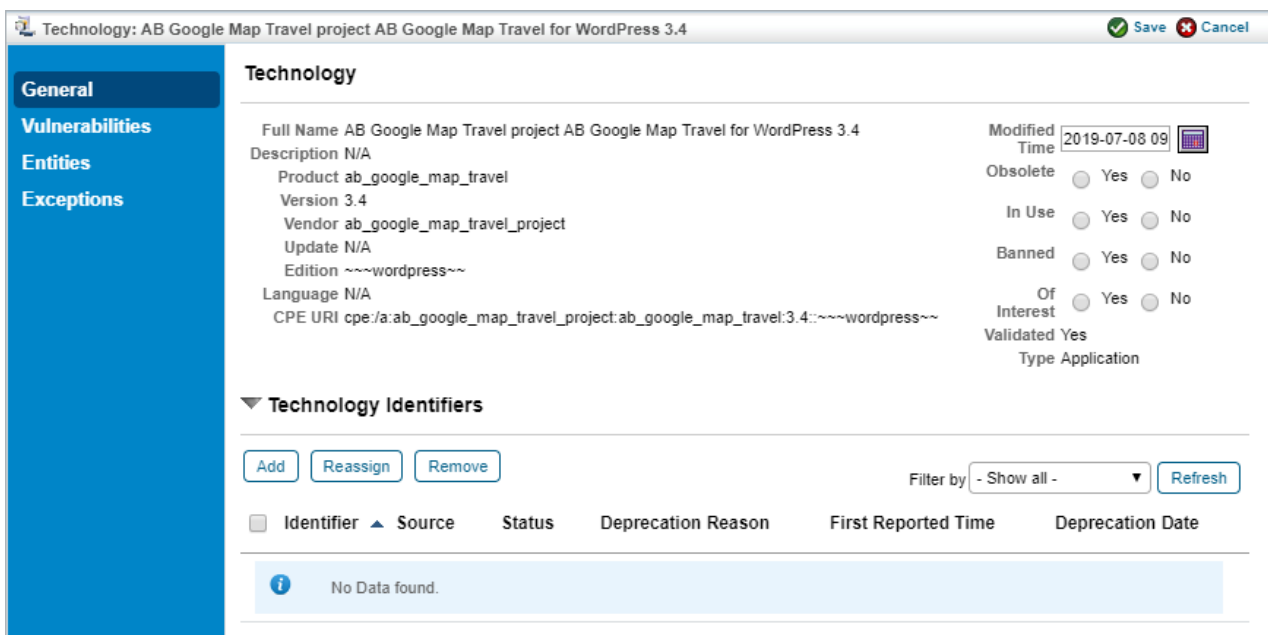 Technology: AB Google Map Travel project AB Google Map Travel for WordPress 3.4
Save Cancel
General
Vulnerabilities
Entities
Exceptions
Technology
Full Name AB Google Map Travel project AB Google Map Travel for WordPress 3.4
Description N/A
Product ab_google_map_travel
Version 3.4
Vendor ab_google_map_travel_project
Update N/A
Edition ~~~wordpress~~
Language N/A
CPE URI cpe:/a:ab_google_map_travel_project:ab_google_map_travel:3.4::~~~wordpress~~
Modified
Time 2019-07-08 09
Obsolete Yes No
In Use Yes No
Banned Yes No
Of
Interest Yes No
Validated Yes
Type Application
Technology Identifiers
Add Reassign Remove
Filter by - Show all - Refresh
Identifier Source Status Deprecation Reason First Reported Time Deprecation Date
No Data found.